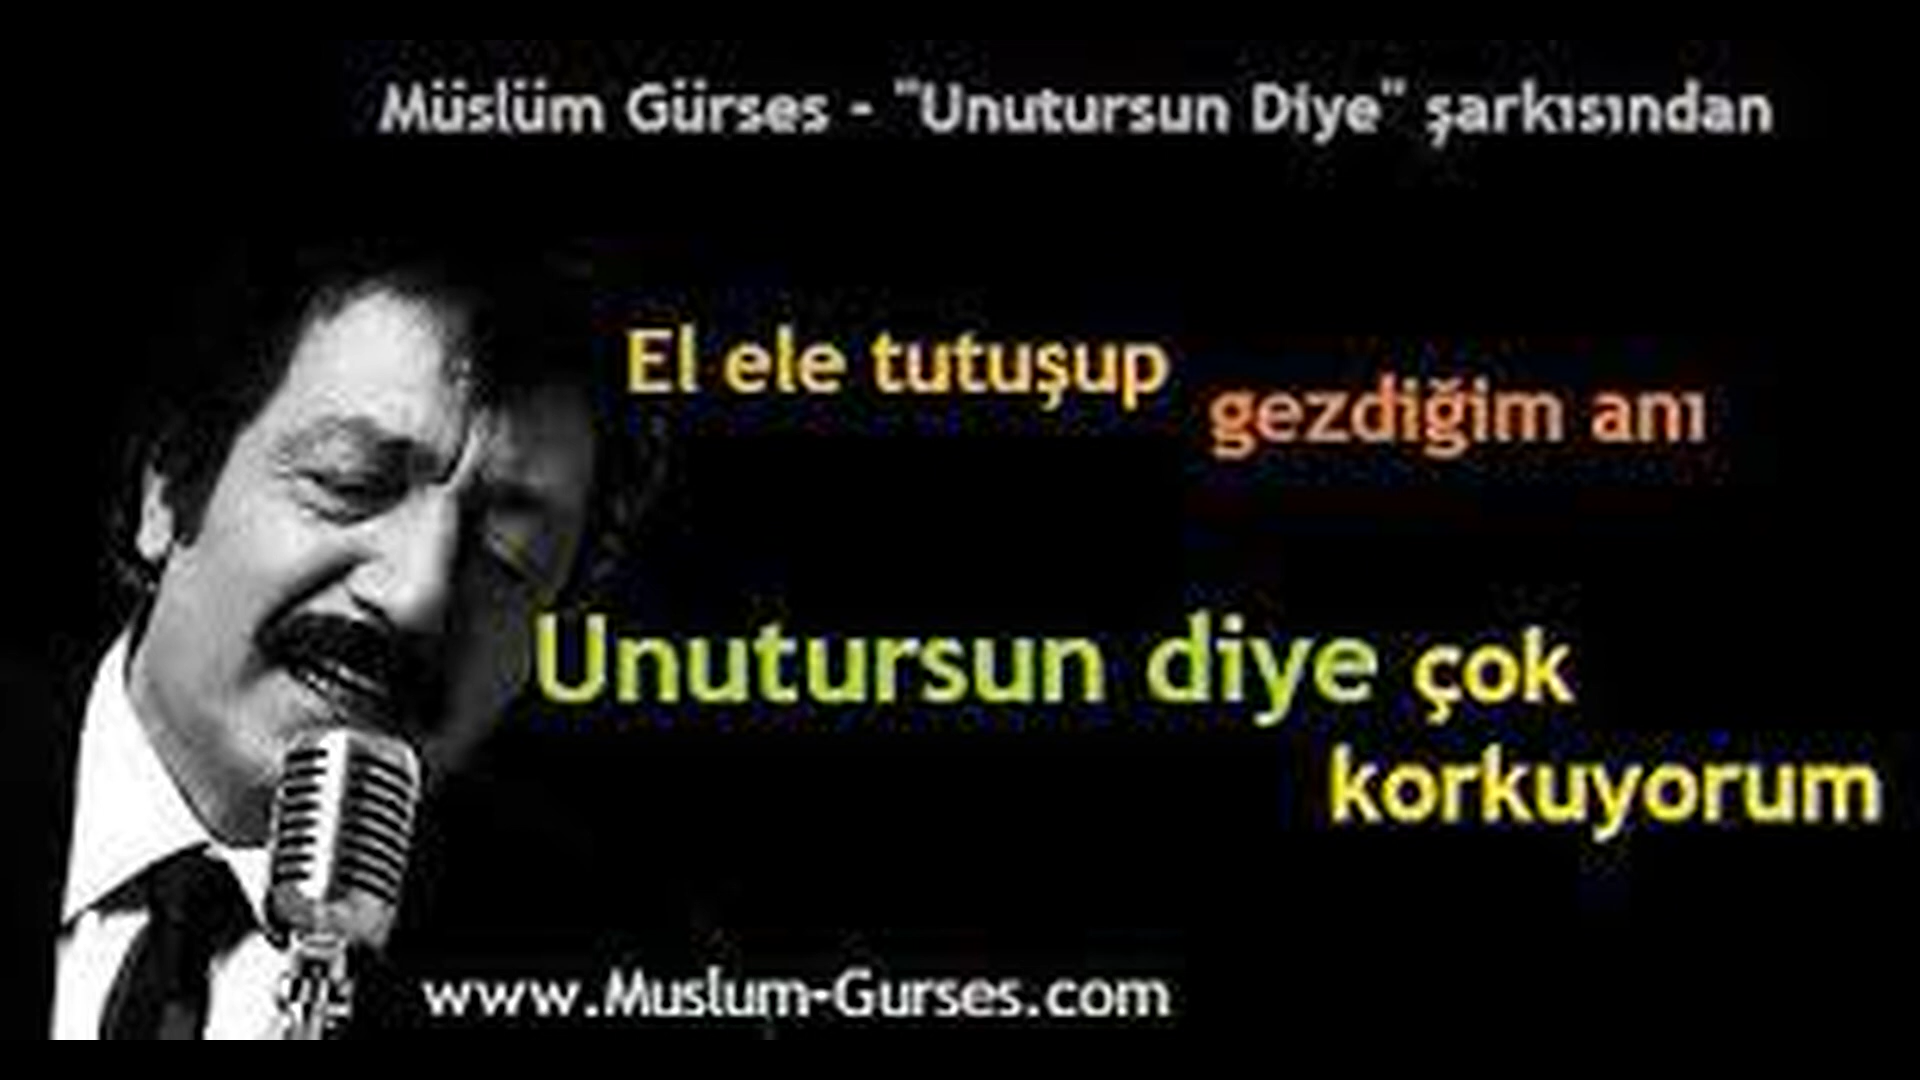 Müslüm Gürses - "Unutursun Diye" şarkısından
El ele tutuşup gezdiğim anı
Unutursun diye çok
korkuyorum
www.Muslum-Gurses.com